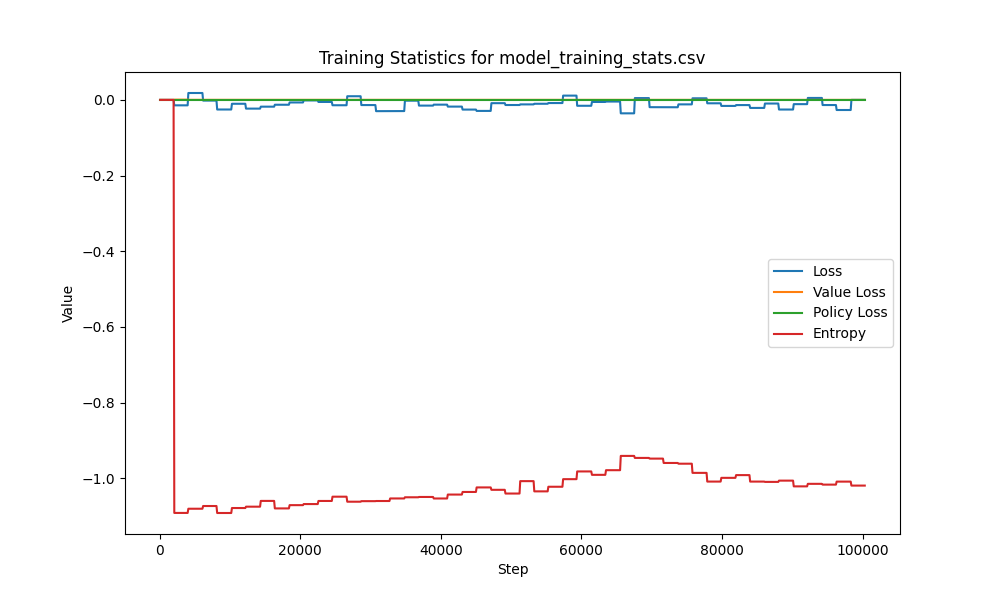 Training Statistics for model_training_stats.csv
0.0
−0.2
−0.4
−0.6
−0.8
−1.0
Value
Loss
Value Loss
Policy Loss
Entropy
0 20000 40000 60000 80000 100000
Step